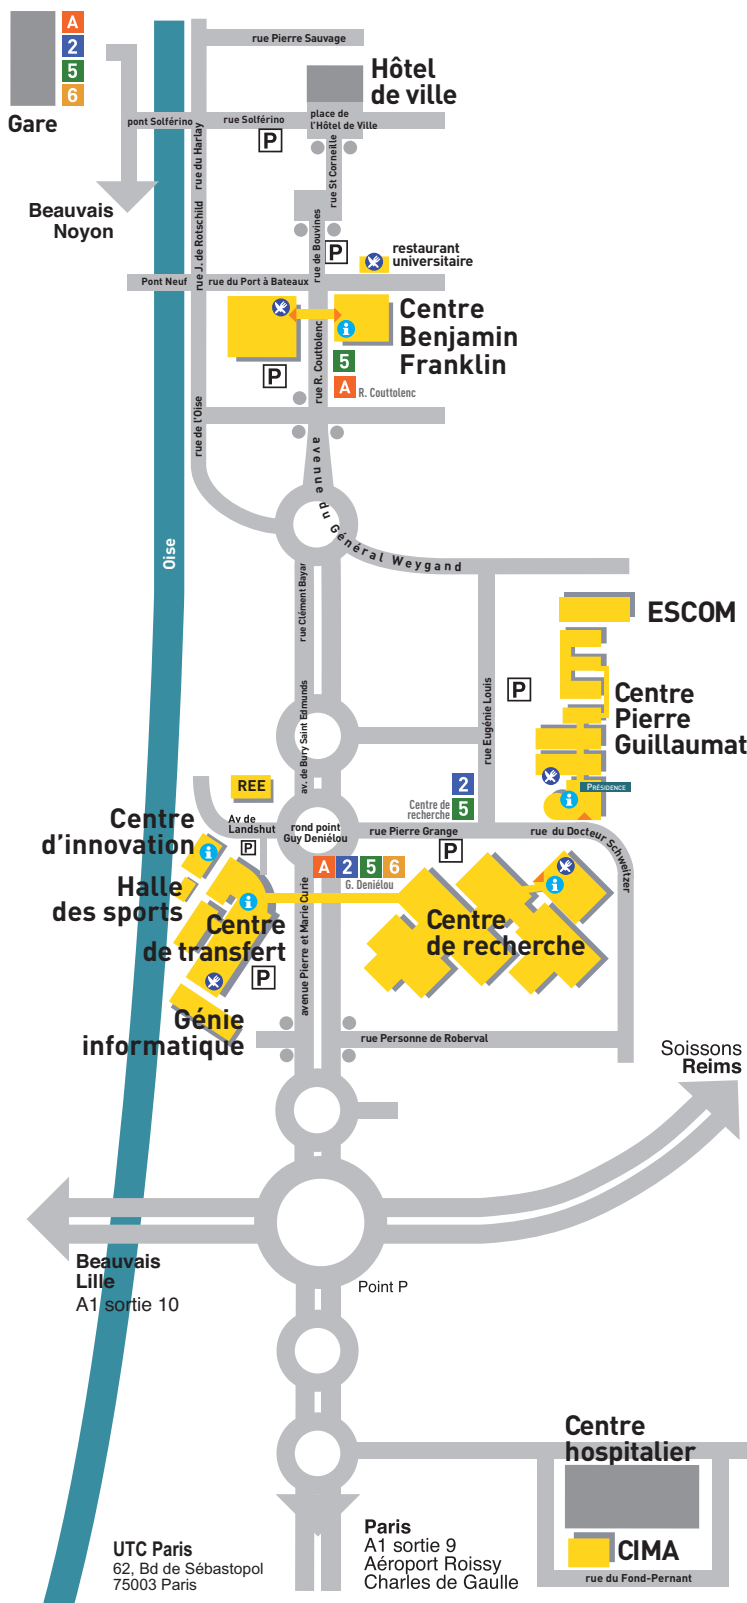 A
2
5
6
Gare
rue Pierre Sauvage
Hôtel
de ville
pont Solférino
rue Solférino
place de
l'Hôtel de Ville
P
rue du Harlay
rue St Corneille
Beauvais
Noyon
rue J. de Rotschild
rue de Bouvines
P
restaurant
universitaire
Pont Neuf
rue du Port à Bateaux
Centre
Benjamin
Franklin
i
rue R. Couttolenc
5
A
R. Couttolenc
P
rue de l'Oise
avenue du Général Weygand
Oise
rue Clément Bayar
ESCOM
P
Centre
Pierre
Guillaumat
rue Eugénie Louis
av. de Bury Saint Edmunds
REE
2
5
Centre de
recherche
PRÉSIDENCE
i
Centre
d'innovation
i
Av de
Landshut
P
rond point
Guy Deniélou
rue Pierre Grange
P
rue du Docteur Schweitzer
A
2
5
6
G. Deniélou
Halle
des sports
i
Centre
de transfert
P
avenue Pierre et Marie Curie
i
Centre
de recherche
Génie
informatique
rue Personne de Roberval
Soissons
Reims
Beauvais
Lille
A1 sortie 10
Point P
Centre
hospitalier
CIMA
rue du Fond-Pernant
UTC Paris
62, Bd de Sébastopol
75003 Paris
Paris
A1 sortie 9
Aéroport Roissy
Charles de Gaulle